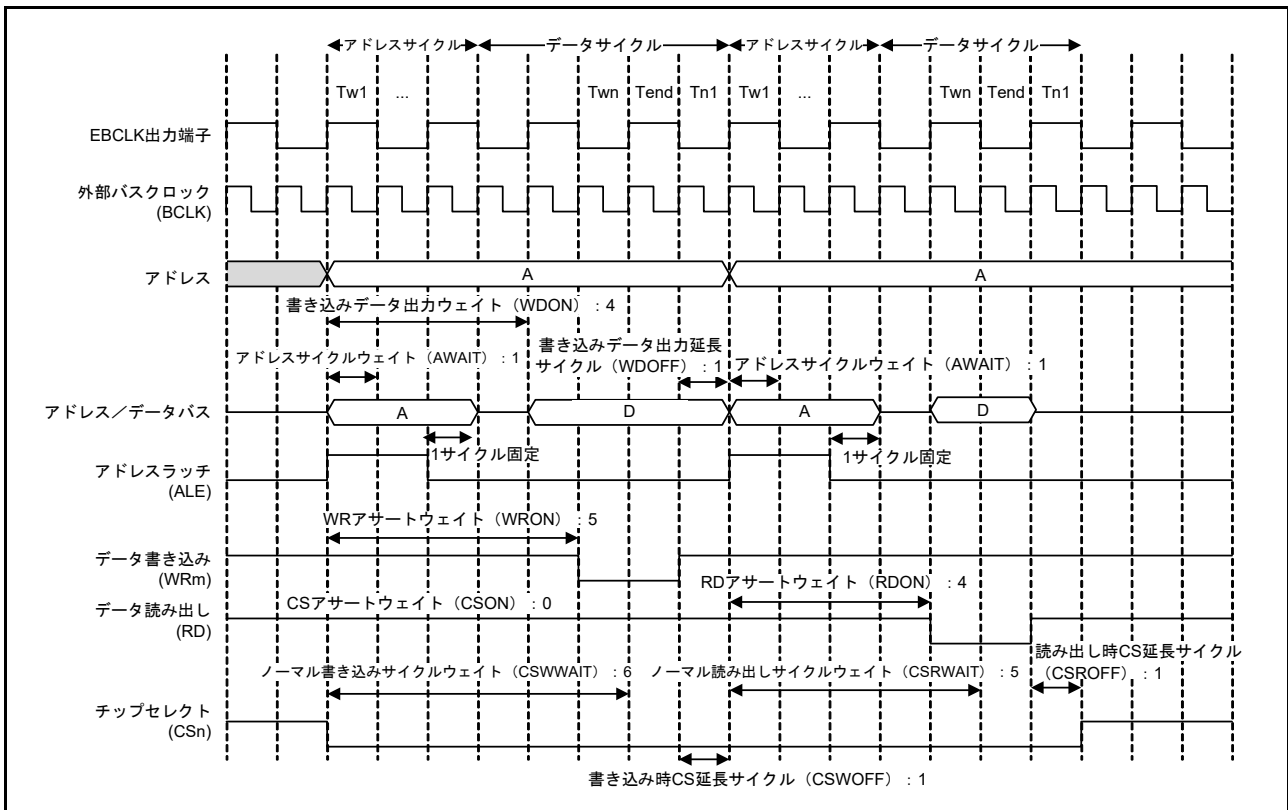 アドレスサイクル データサイクル アドレスサイクル データサイクル
Tw1 ... Twn Tend Tn1 Tw1 ... Twn Tend Tn1
EBCLK出力端子
外部バスクロック
(BCLK)
アドレス A A
書き込みデータ出力ウェイト（WDON）：4
アドレスサイクルウェイト（AWAIT）：1
書き込みデータ出力延長
サイクル（WDOFF）：1
アドレスサイクルウェイト（AWAIT）：1
アドレス／データバス A D A D
1サイクル固定 1サイクル固定
アドレスラッチ
(ALE)
WRアサートウェイト（WRON）：5
データ書き込み
(WRm)
RDアサートウェイト（RDON）：4
CSアサートウェイト（CSON）：0
データ読み出し
(RD)
読み出し時CS延長サイクル
（CSROFF）：1
ノーマル書き込みサイクルウェイト（CSWWAIT）：6 ノーマル読み出しサイクルウェイト（CSRWAIT）：5
チップセレクト
(CSn)
書き込み時CS延長サイクル（CSWOFF）：1